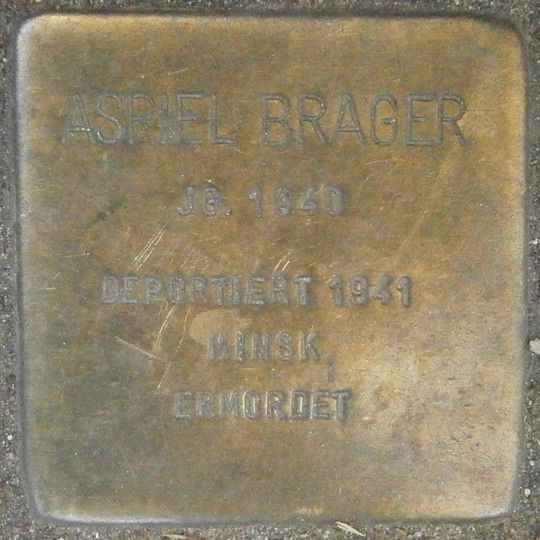 ASRIEL BRAGER
JG. 1940
DEPORTIERT 1941
MINSK
ERMORDET